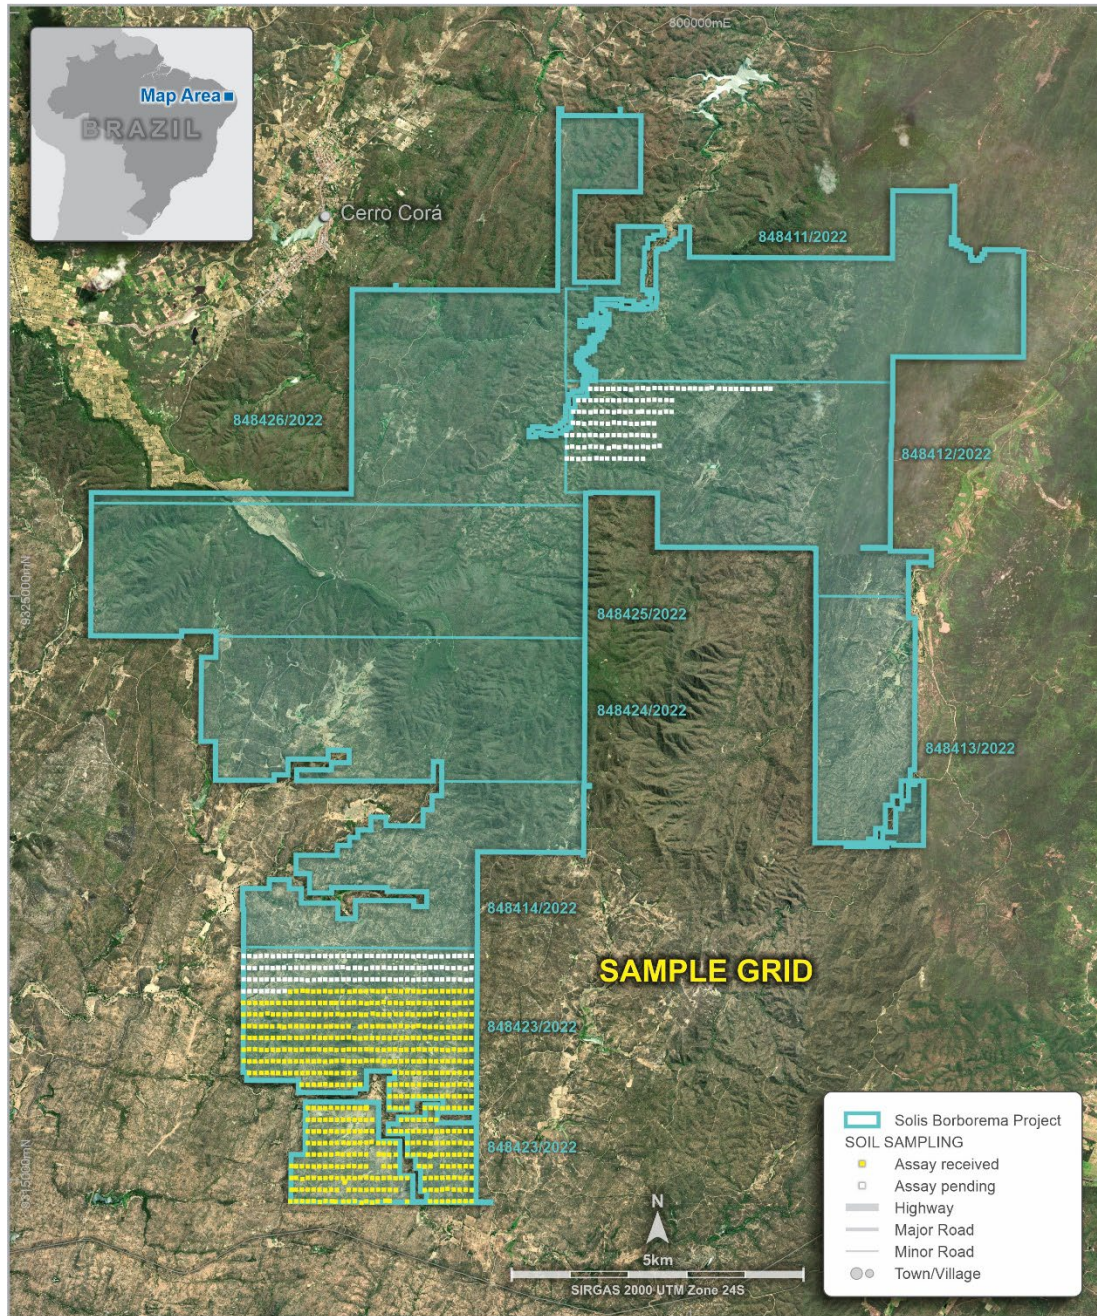 800000mE
Map Area
BRAZIL
Cerro Corá
848411/2022
848426/2022
848412/2022
9325000mN
848425/2022
848424/2022
848413/2022
848414/2022
SAMPLE GRID
848423/2022
848423/2022
9315000mN
N
5km
SIRGAS 2000 UTM Zone 24S
Solis Borborema Project
SOIL SAMPLING
Assay received
Assay pending
Highway
Major Road
Minor Road
Town/Village